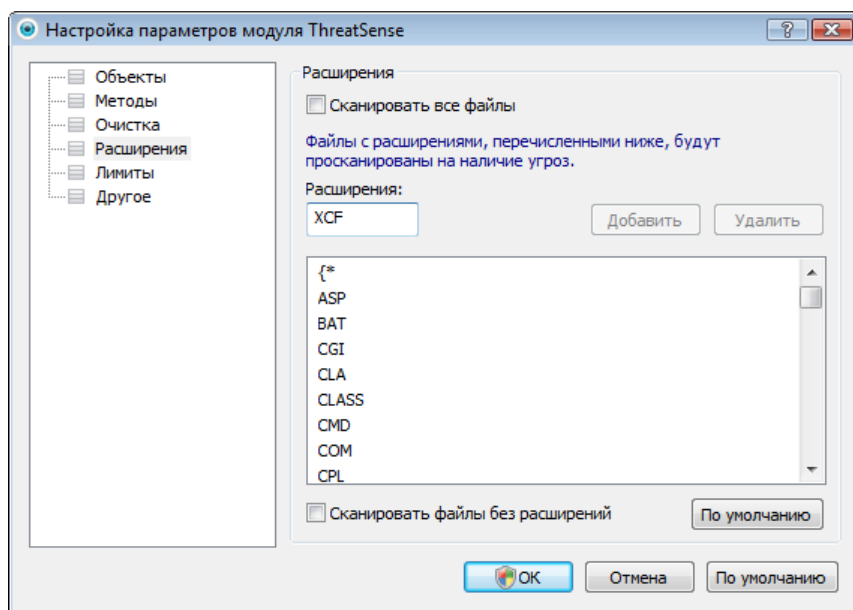 Настройка параметров модуля ThreatSense
Объекты
Методы
Очистка
Расширения
Лимиты
Другое
Расширения
Сканировать все файлы
Файлы с расширениями, перечисленными ниже, будут
просканированы на наличие угроз.
Расширения:
XCF
Добавить
Удалить
{*
ASP
BAT
CGI
CLA
CLASS
CMD
COM
CPL
Сканировать файлы без расширений
По умолчанию
OK
Отмена
По умолчанию